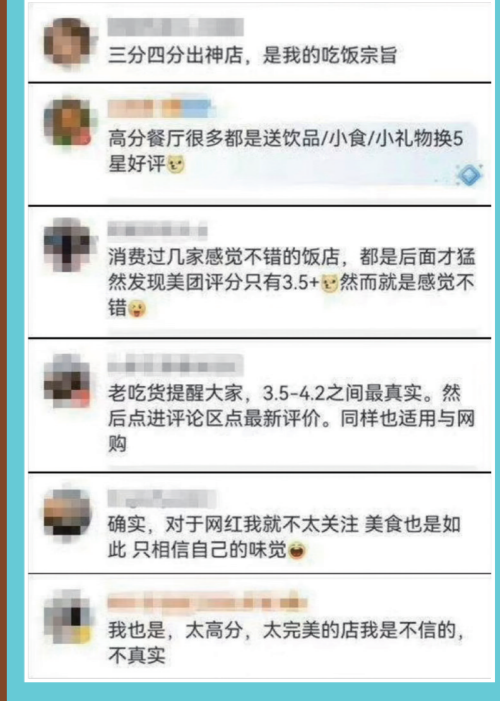 三分四分出神店，是我的吃饭宗旨
高分餐厅很多都是送饮品/小食/小礼物换5
星好评
消费过几家感觉不错的饭店，都是后面才猛
然发现美团评分只有3.5+然而就是感觉不
错
老吃货提醒大家，3.5-4.2之间最真实。然
后点进评论区点最新评价。同样也适用与网
购
确实，对于网红我就不太关注 美食也是如
此 只相信自己的味觉
我也是，太高分，太完美的店我是不信的，
不真实